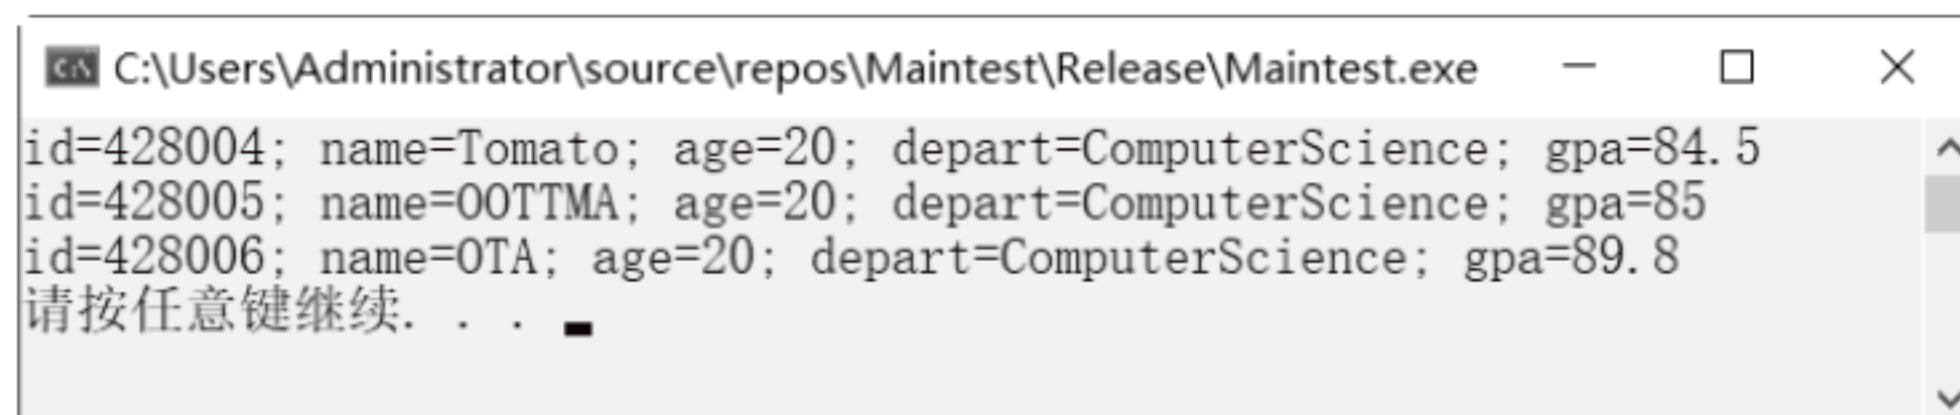 C:\Users\Administrator\source\repos\Maintest\Release\Maintest.exe
id=428004; name=Tomato; age=20; depart=ComputerScience; gpa=84.5
id=428005; name=OOTTMA; age=20; depart=ComputerScience; gpa=85
id=428006; name=OTA; age=20; depart=ComputerScience; gpa=89.8
请按任意键继续. . .